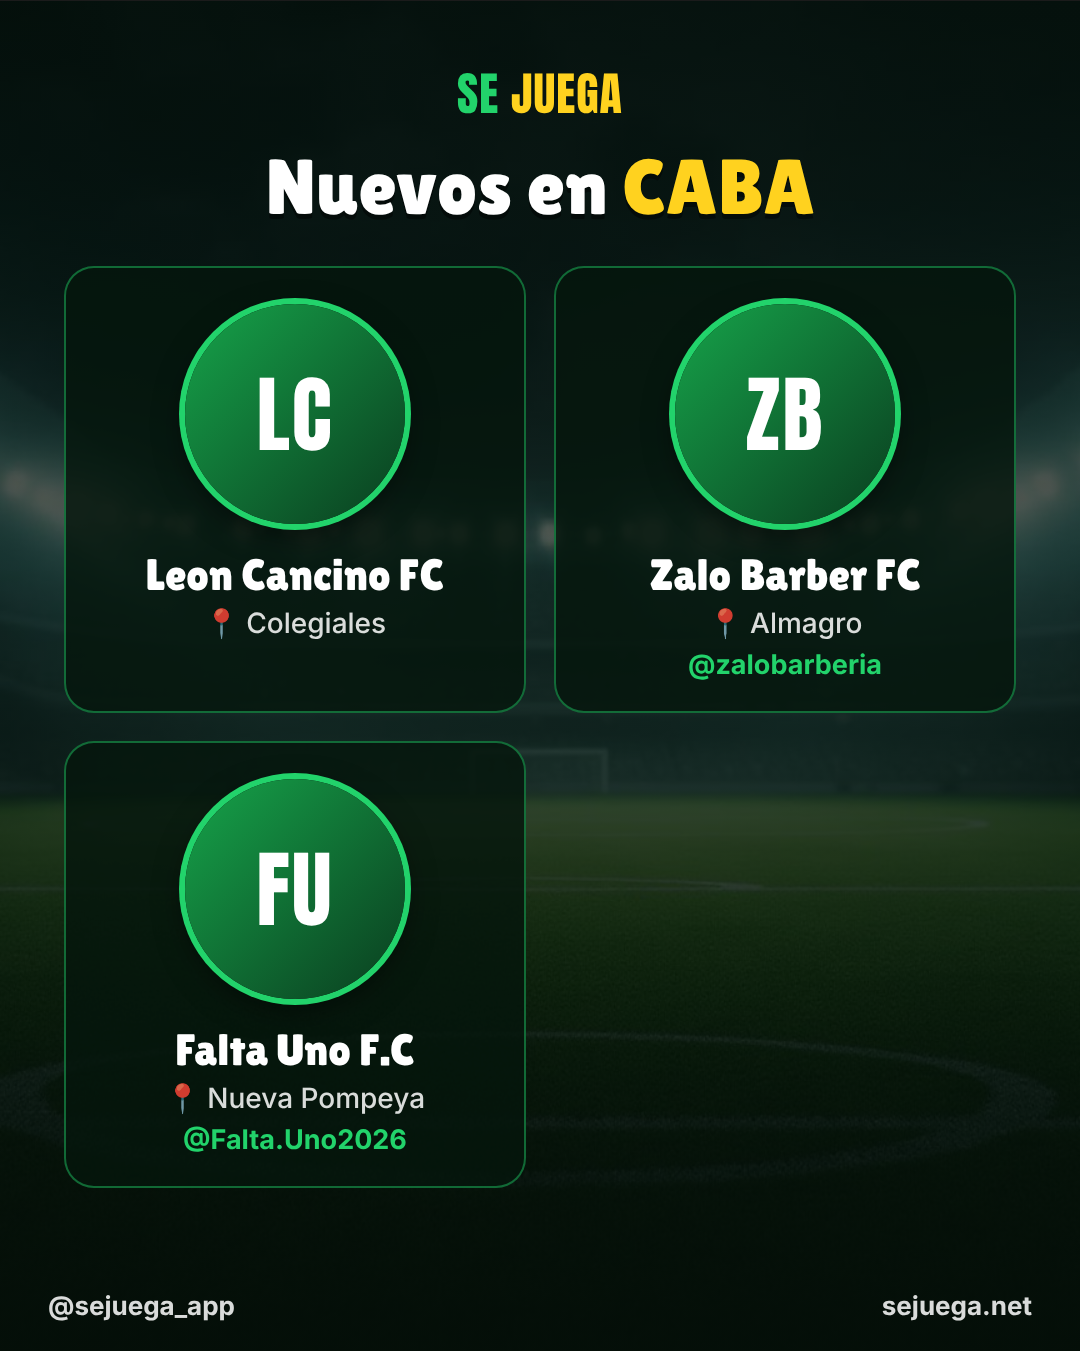 SE JUEGA
Nuevos en CABA
LC
Leon Cancino FC
📍 Colegiales
ZB
Zalo Barber FC
📍 Almagro
@zalobarberia
FU
Falta Uno F.C
📍 Nueva Pompeya
@Falta.Uno2026
@sejuega_app
sejuega.net